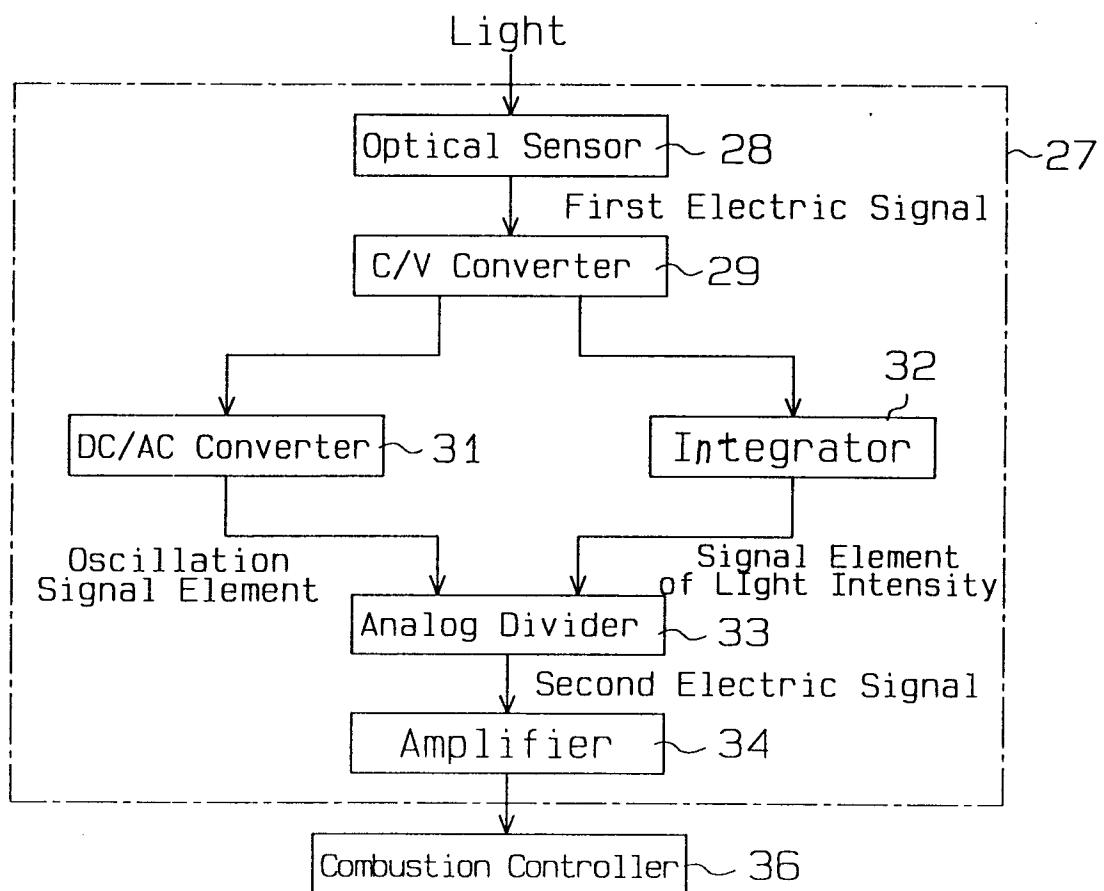 Light
Optical Sensor 28
27
First Electric Signal
C/V Converter 29
32
DC/AC Converter 31
Integrator
Oscillation
Signal Element
Signal Element
of LIght Intensity
Analog Divider 33
Second Electric Signal
Amplifier 34
Combustion Controller 36